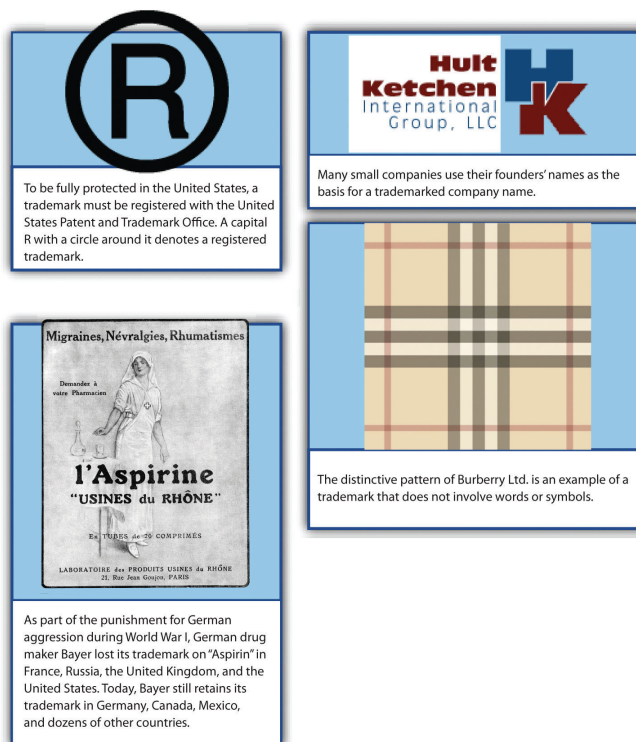 R
To be fully protected in the United States, a
trademark must be registered with the United
States Patent and Trademark Office. A capital
R with a circle around it denotes a registered
trademark.
Hult
Ketchen
International
Group, LLC
HK
Many small companies use their founders' names as the
basis for a trademarked company name.
The distinctive pattern of Burberry Ltd. is an example of a
trademark that does not involve words or symbols.
Migraines, Névralgies, Rhumatismes
Demander à
votre Pharmacien
l'Aspirine
"USINES du RHÔNE"
En TUBES de 20 COMPRIMÉS
LABORATOIRE des PRODUITS USINES du RHÔNE
21, Rue Jean Goujon, PARIS
As part of the punishment for German
aggression during World War I, German drug
maker Bayer lost its trademark on “Aspirin” in
France, Russia, the United Kingdom, and the
United States. Today, Bayer still retains its
trademark in Germany, Canada, Mexico,
and dozens of other countries.